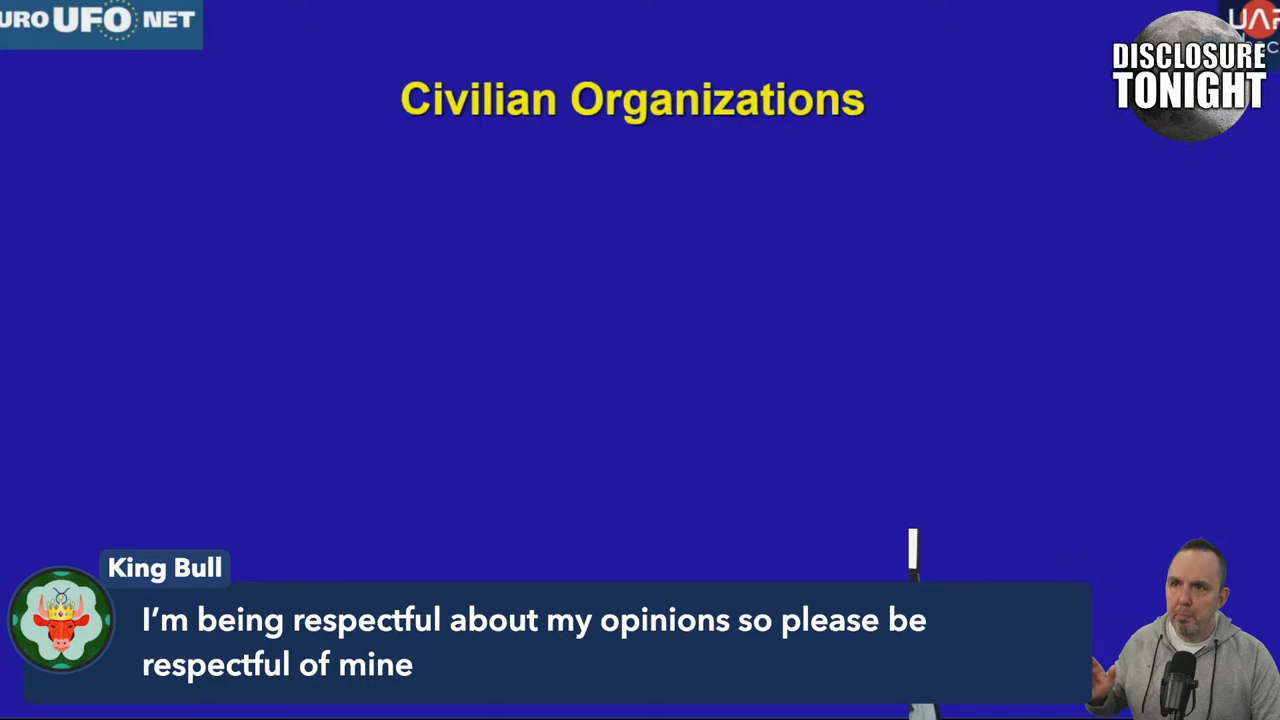 URO UFO NET
UAP
DISCLOSURE
TONIGHT
Civilian Organizations
King Bull
I'm being respectful about my opinions so please be
respectful of mine